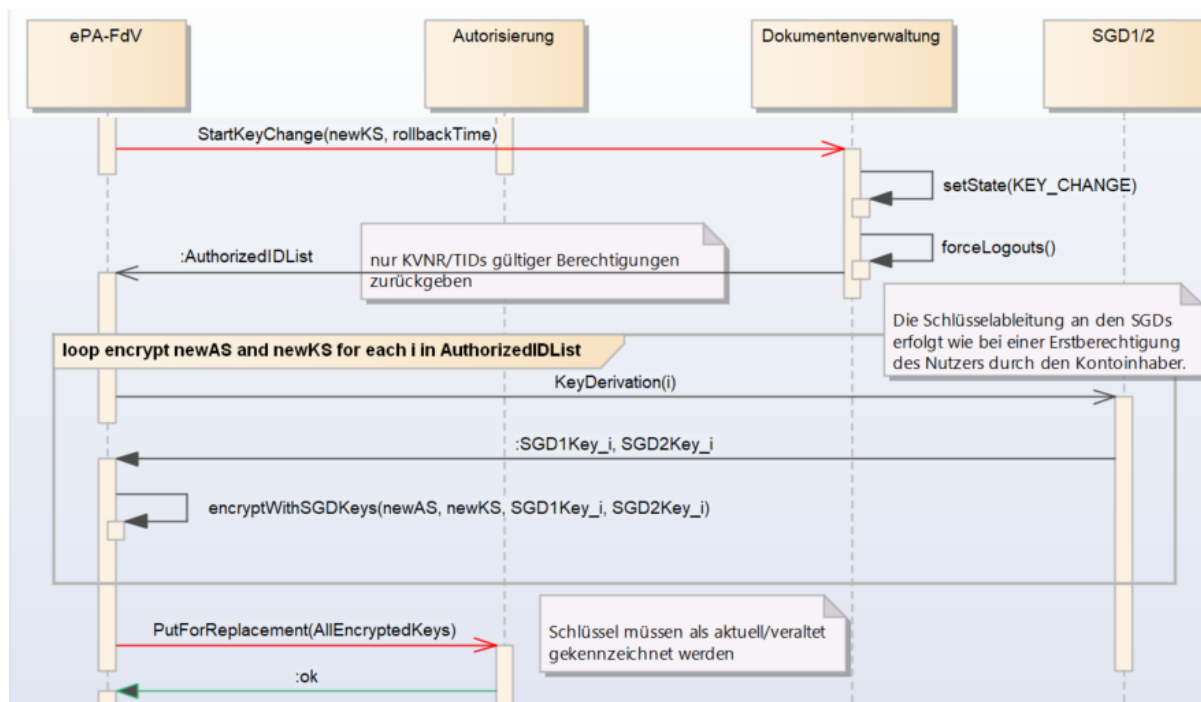 ePA-FdV
Autorisierung
Dokumentenverwaltung
SGD1/2
StartKeyChange(newKS, rollbackTime)
setState(KEY_CHANGE)
forceLogouts()
:AuthorizedIDList
nur KVNR/TIDs gültiger Berechtigungen
zurückgeben
Die Schlüsselableitung an den SGDs
erfolgt wie bei einer Erstberechtigung
des Nutzers durch den Kontoinhaber.
loop encrypt newAS and newKS for each i in AuthorizedIDList
KeyDerivation(i)
:SGD1Key_i, SGD2Key_i
encryptWithSGDKeys(newAS, newKS, SGD1Key_i, SGD2Key_i)
PutForReplacement(AllEncryptedKeys)
Schlüssel müssen als aktuell/veraltet
gekennzeichnet werden
:ok